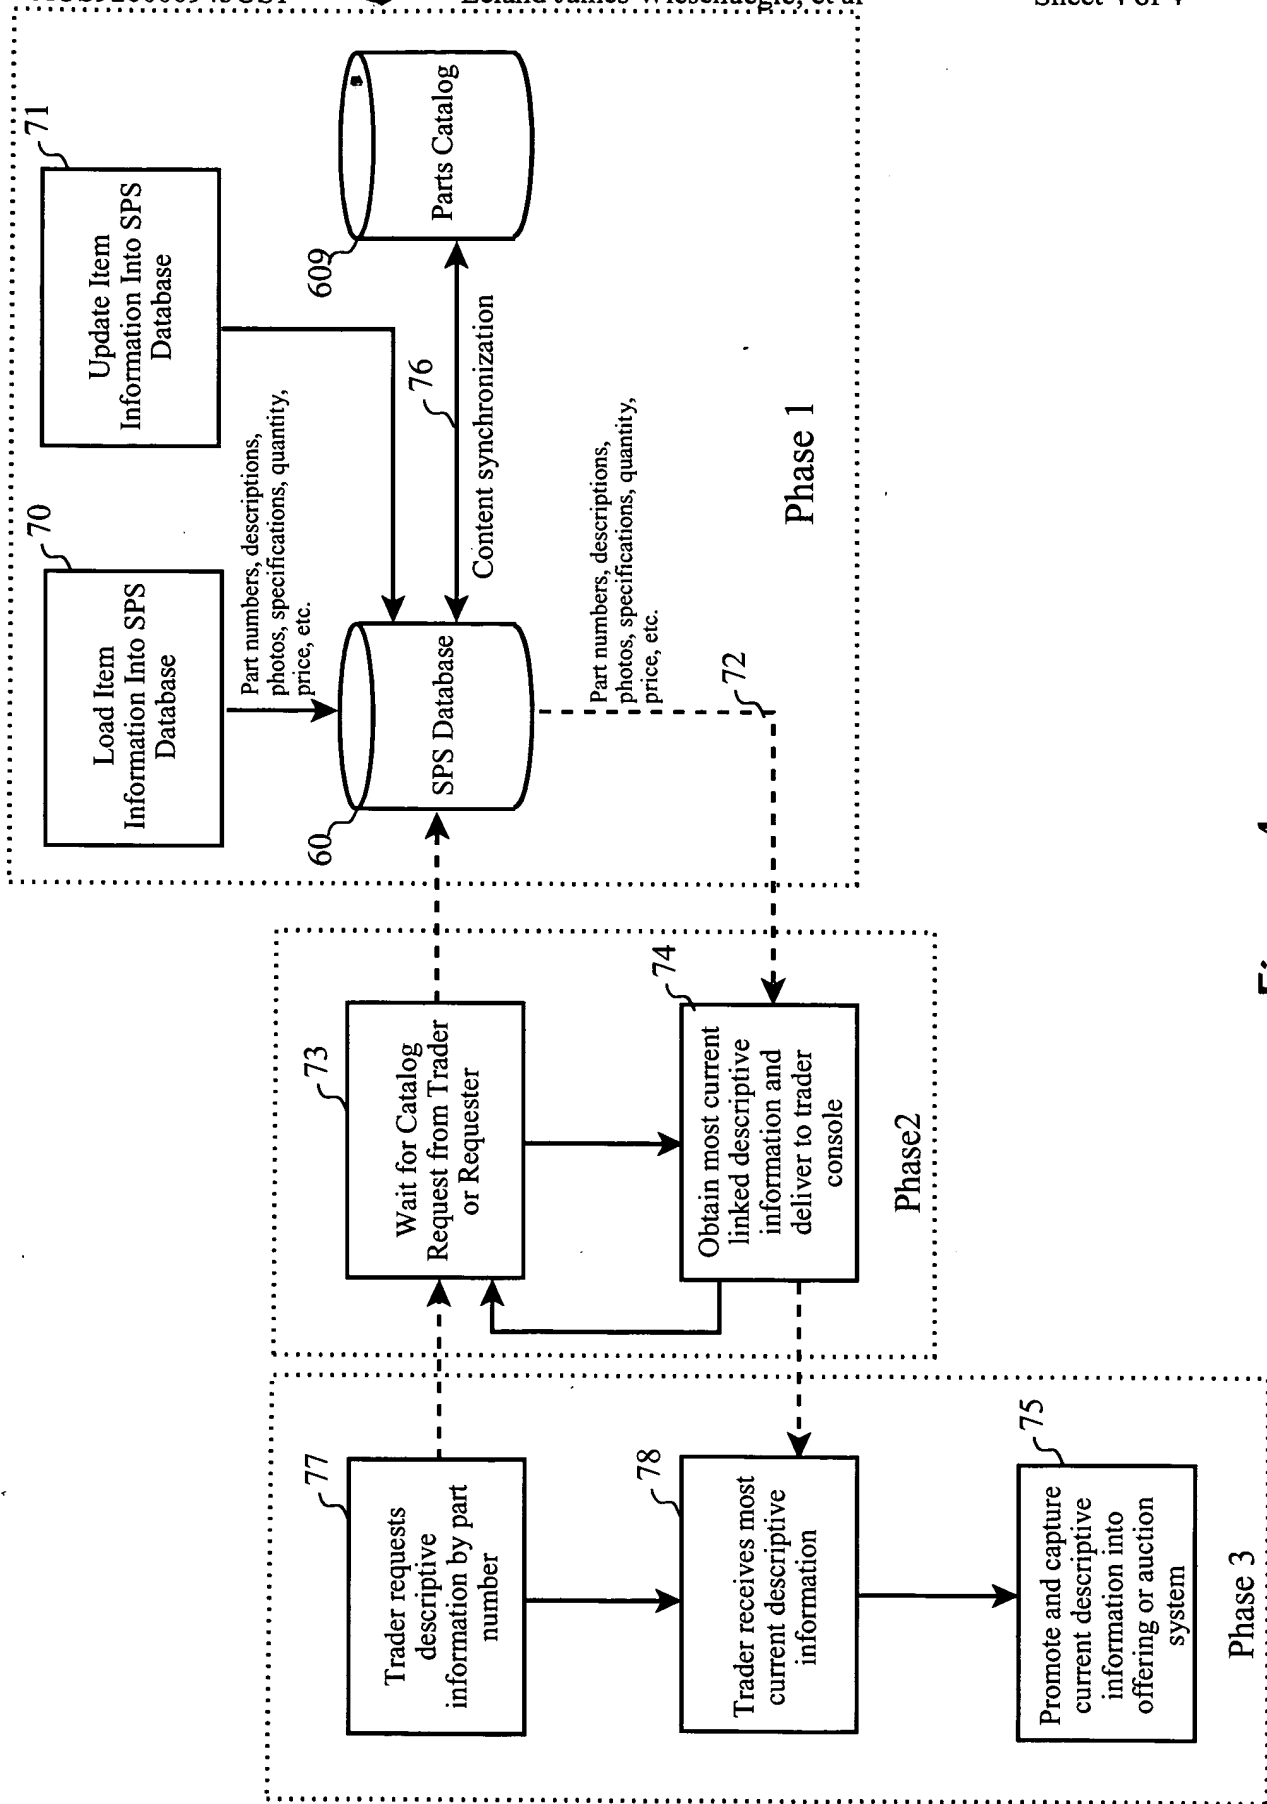 Sheet 4 of 4
71
Update Item
Information Into SPS
Database
70
Load Item
Information Into SPS
Database
Part numbers, descriptions,
photos, specifications, quantity,
price, etc.
609
Parts Catalog
76
Content synchronization
60
SPS Database
Part numbers, descriptions,
photos, specifications, quantity,
price, etc.
72
Phase 1
73
Wait for Catalog
Request from Trader
or Requester
74
Obtain most current
linked descriptive
information and
deliver to trader
console
Phase2
77
Trader requests
descriptive
information by part
number
78
Trader receives most
current descriptive
information
75
Promote and capture
current descriptive
information into
offering or auction
system
Phase 3